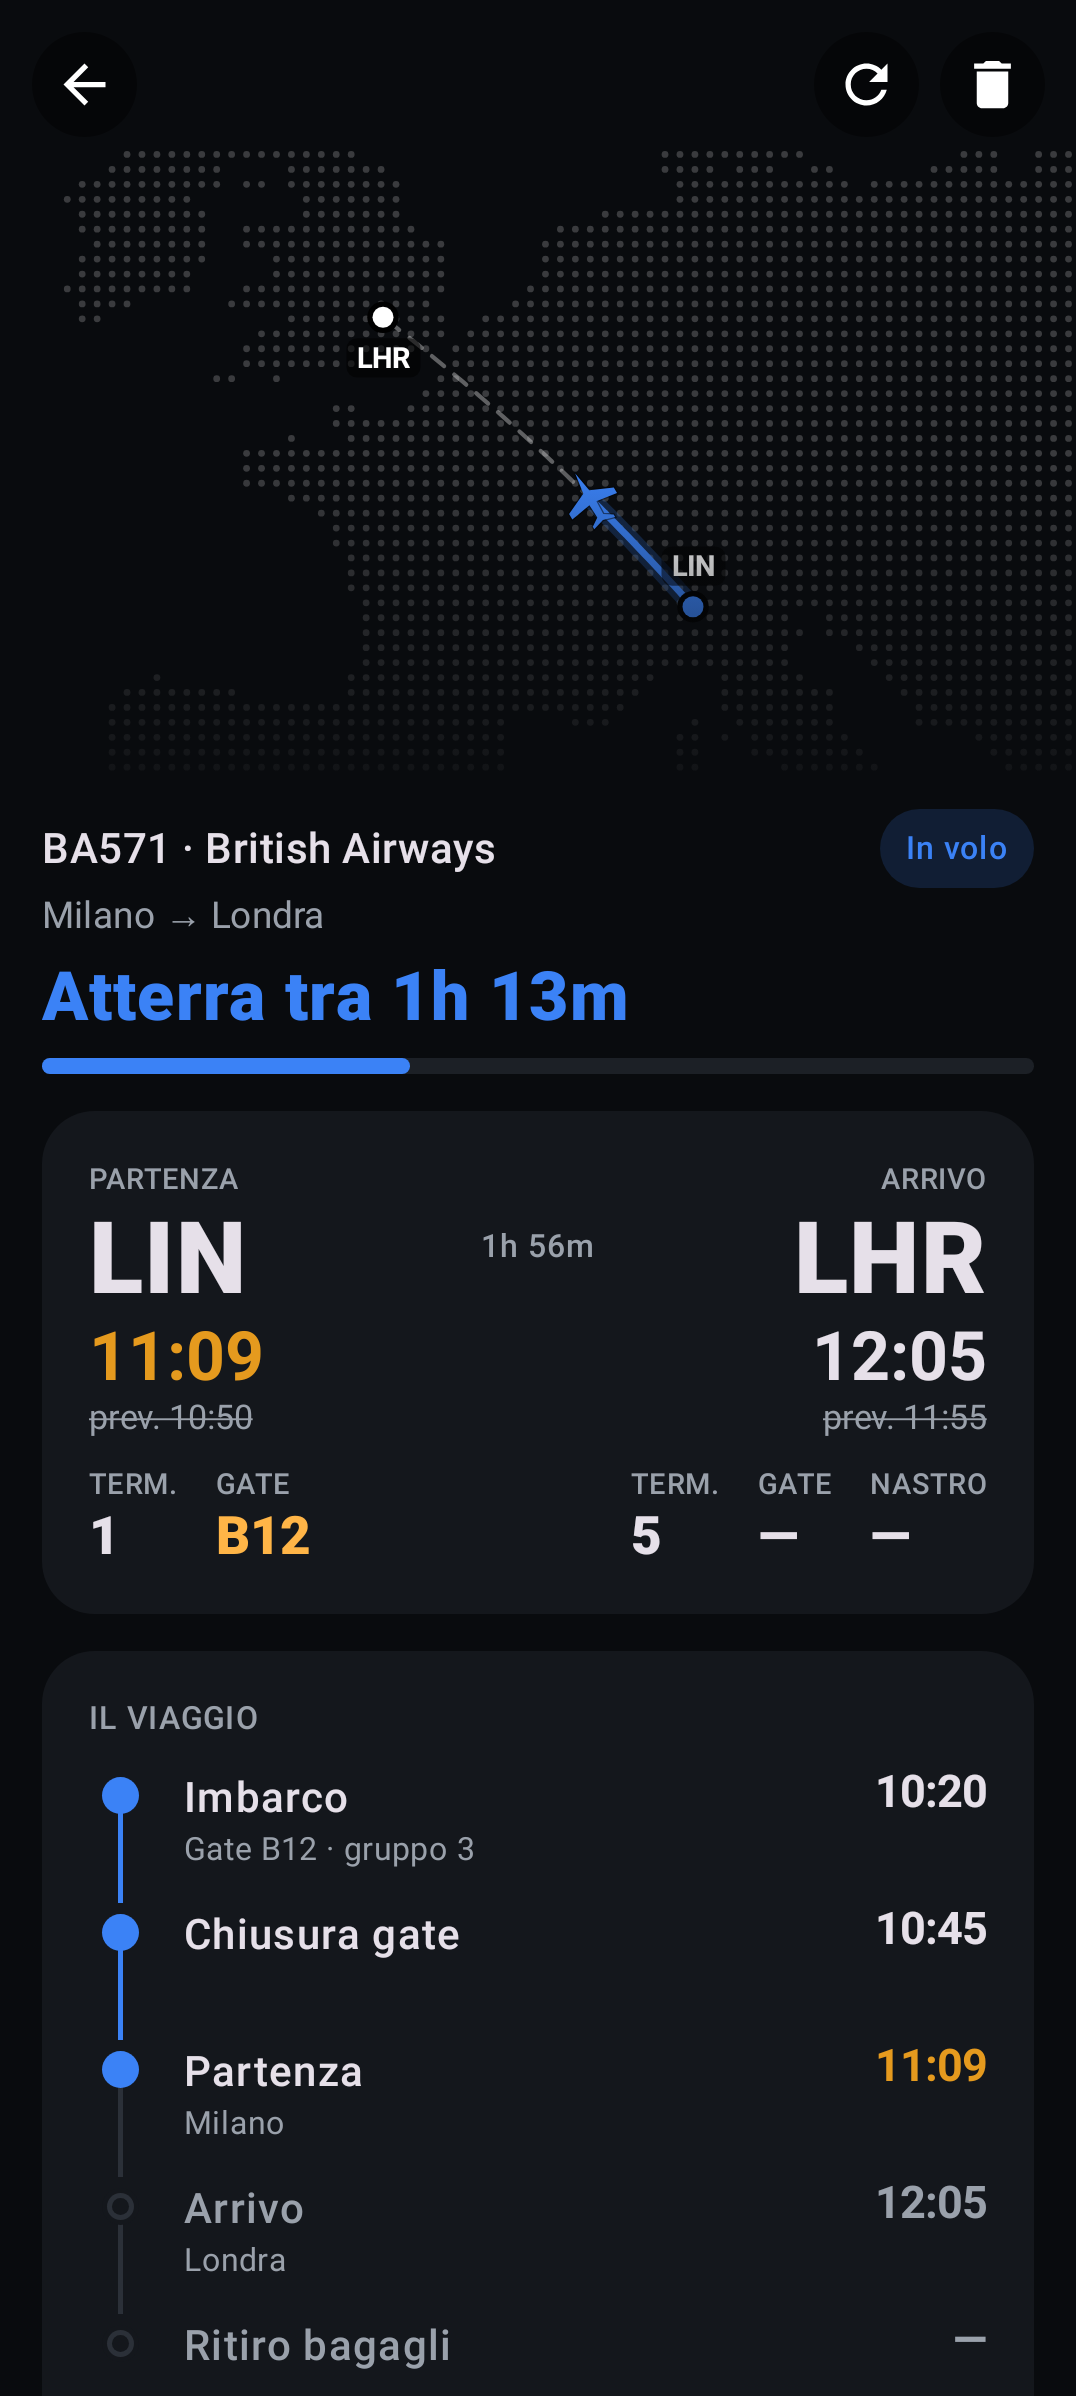 LHR
LIN
BA571 · British Airways
In volo
Milano → Londra
Atterra tra 1h 13m
PARTENZA
ARRIVO
LIN
1h 56m
LHR
11:09
12:05
prev. 10:50
prev. 11:55
TERM. GATE
TERM. GATE NASTRO
1 B12
5 — —
IL VIAGGIO
Imbarco
10:20
Gate B12 · gruppo 3
Chiusura gate
10:45
Partenza
11:09
Milano
Arrivo
12:05
Londra
Ritiro bagagli
—